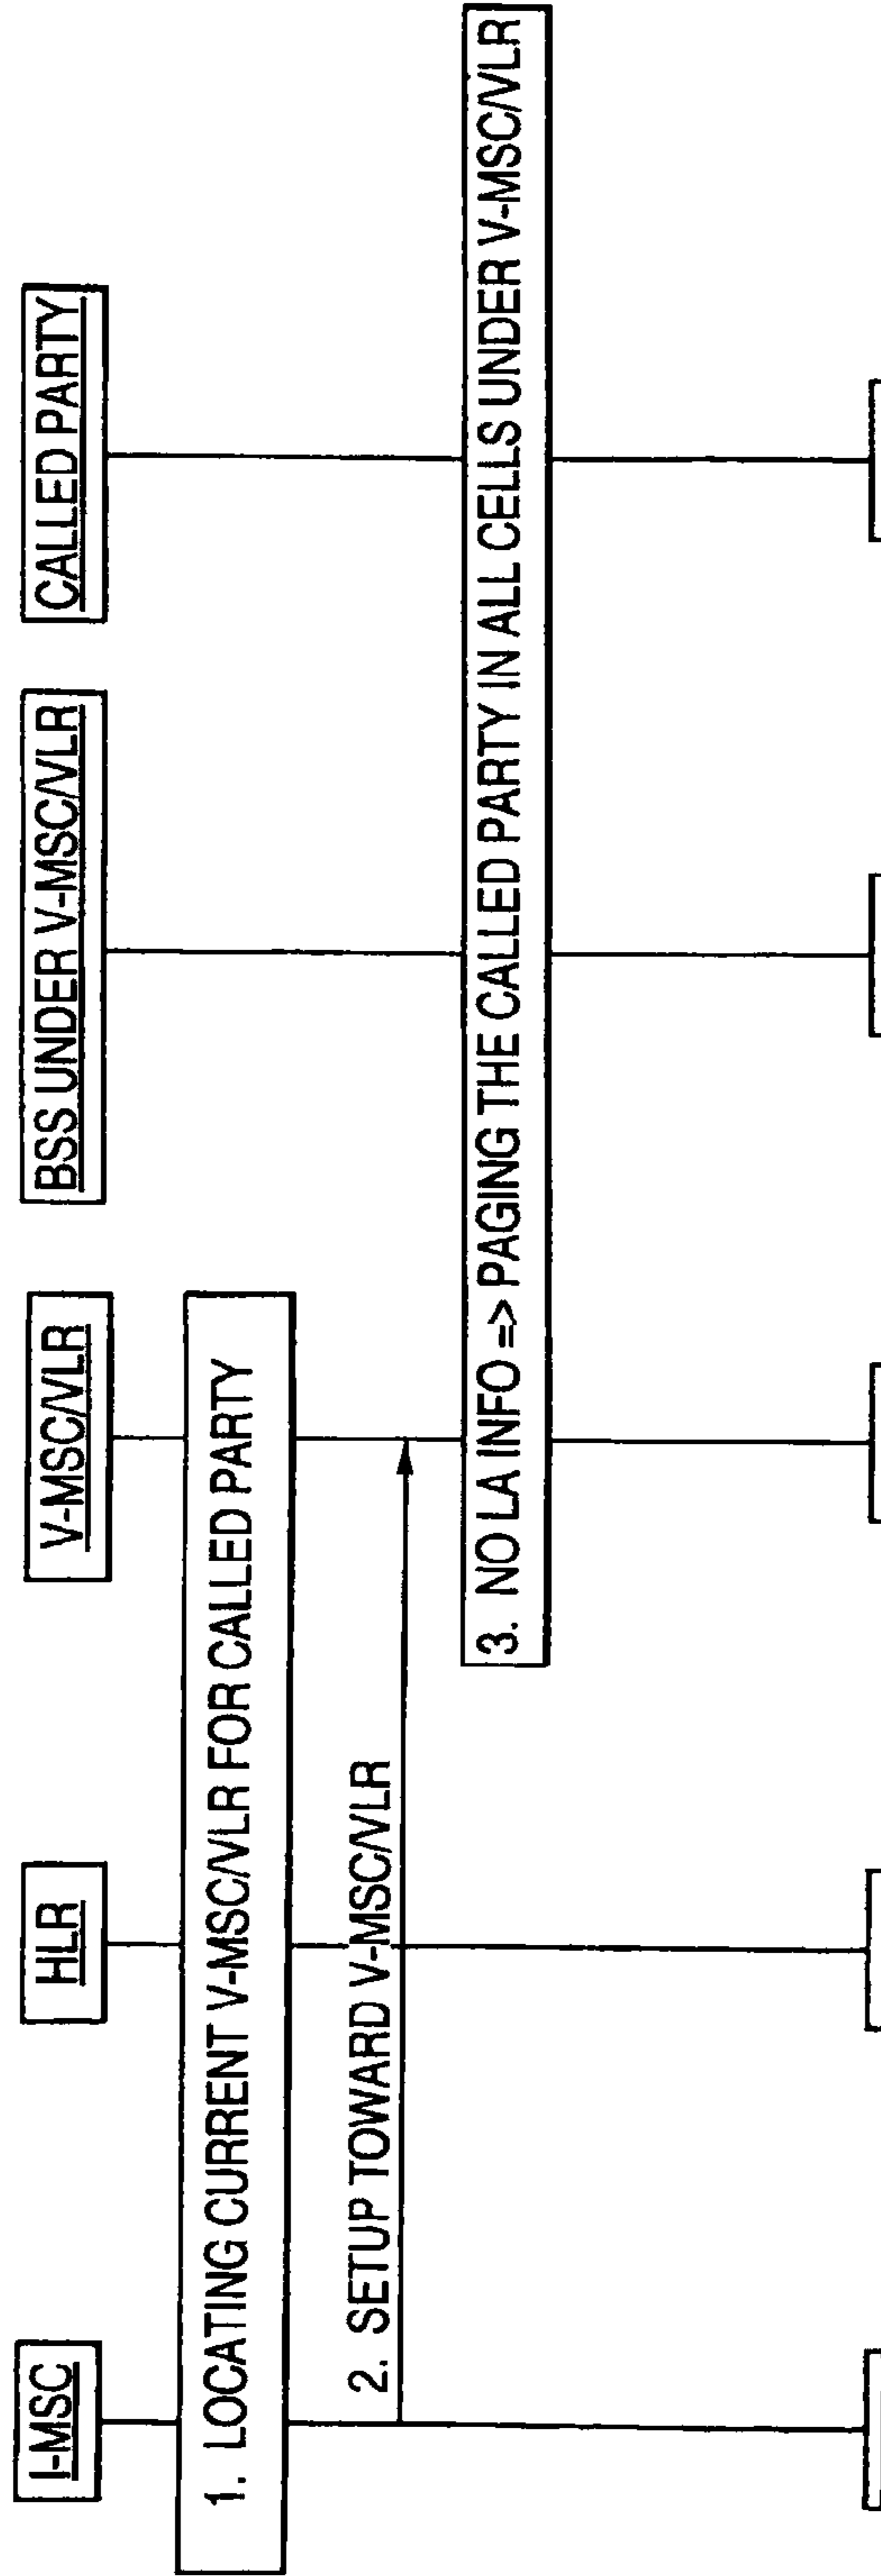 I-MSC
HLR
V-MSC/VLR
BSS UNDER V-MSC/VLR
CALLED PARTY
1. LOCATING CURRENT V-MSC/VLR FOR CALLED PARTY
2. SETUP TOWARD V-MSC/VLR
3. NO LA INFO => PAGING THE CALLED PARTY IN ALL CELLS UNDER V-MSC/VLR